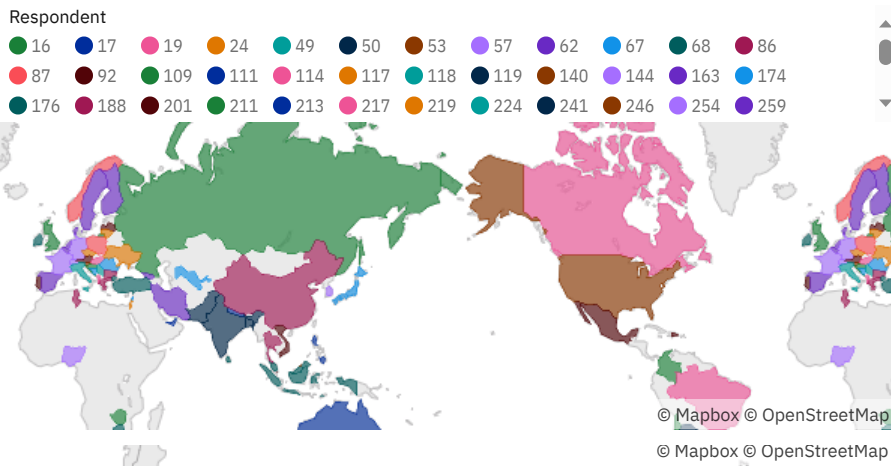 Respondent
16 17 19 24 49 50 53 57 62 67 68 86
87 92 109 111 114 117 118 119 140 144 163 174
176 188 201 211 213 217 219 224 241 246 254 259
© Mapbox © OpenStreetMap
© Mapbox © OpenStreetMap